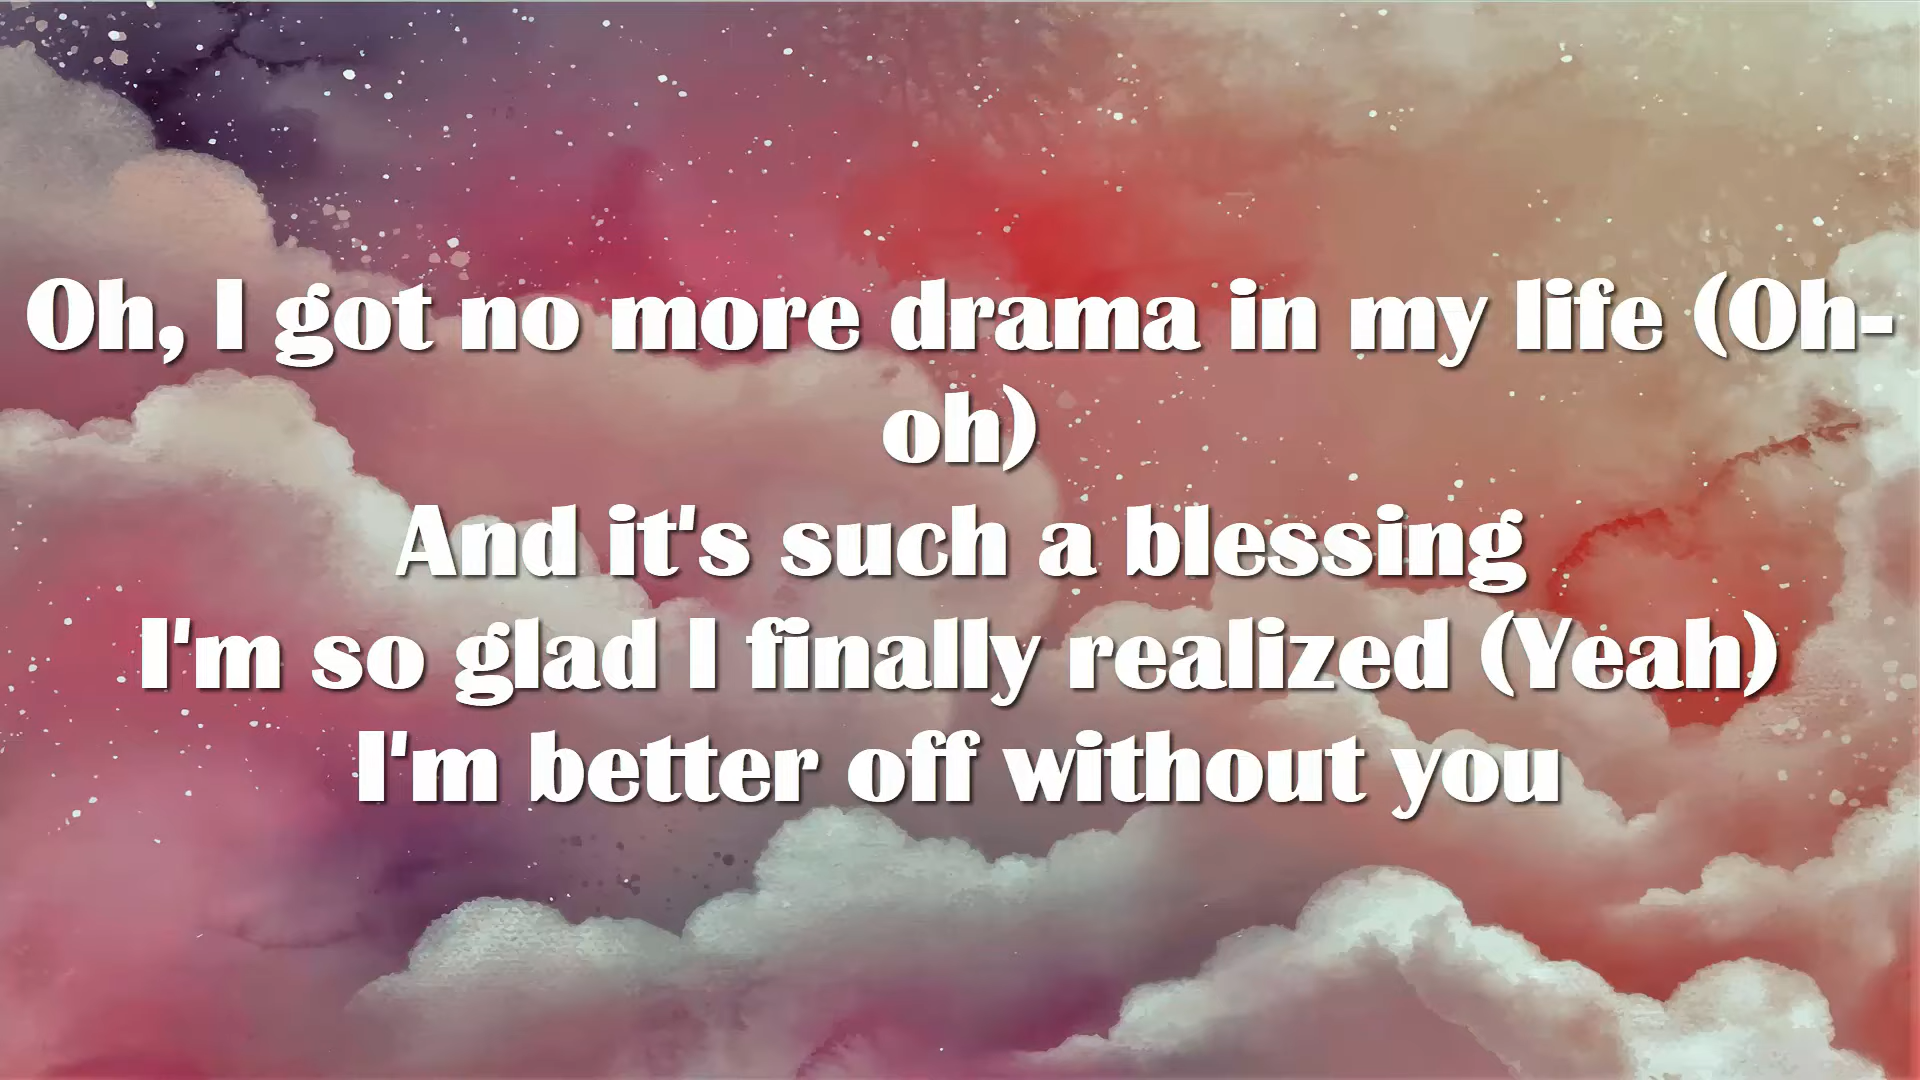 Oh, I got no more drama in my life (Oh-
oh)
And it's such a blessing
I'm so glad I finally realized (Yeah)
I'm better off without you